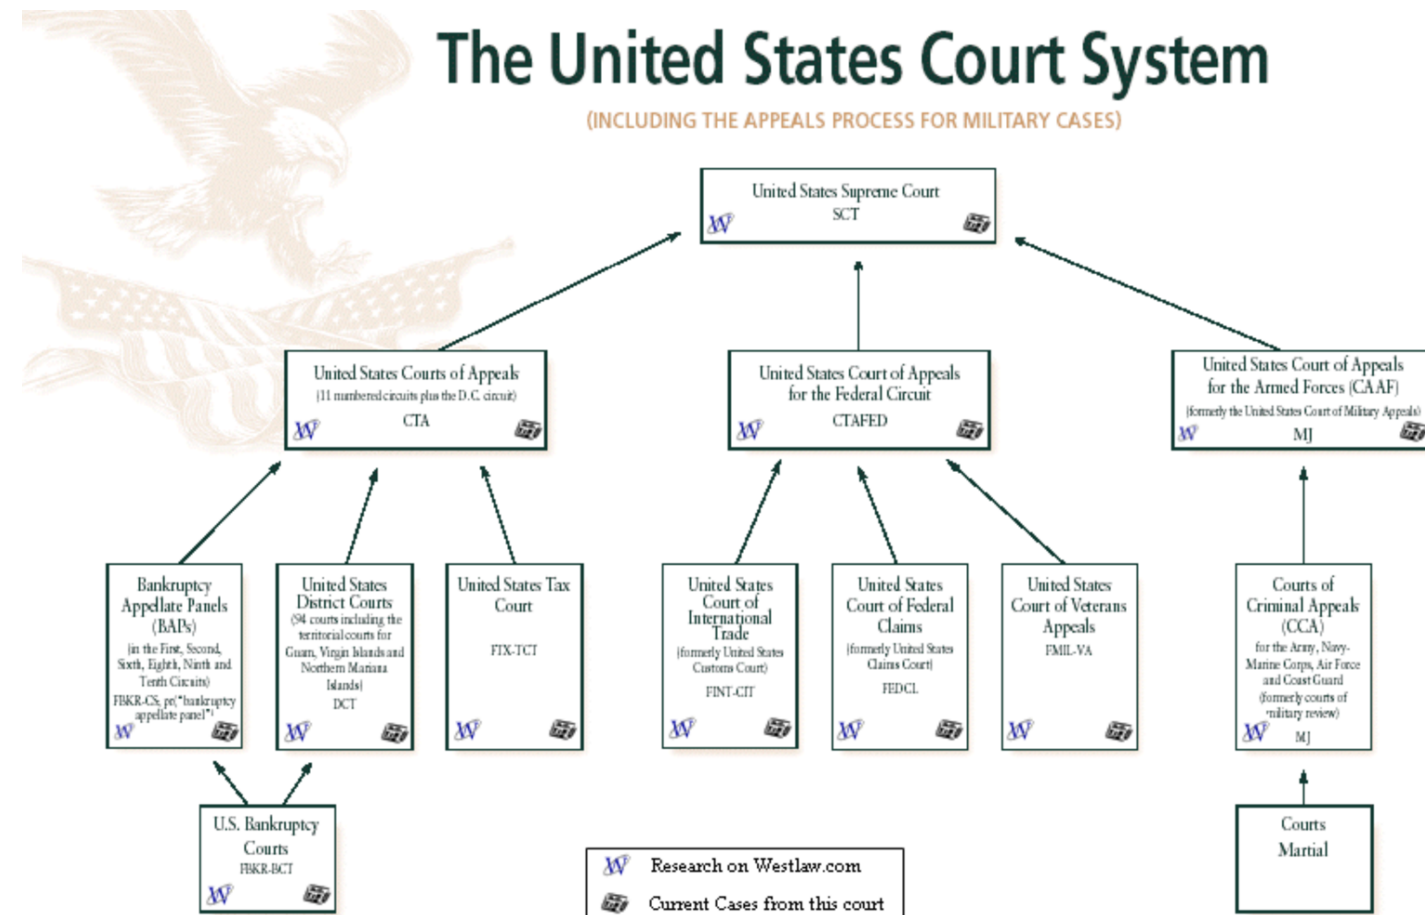 The United States Court System
(INCLUDING THE APPEALS PROCESS FOR MILITARY CASES)
United States Supreme Court
SCT
United States Courts of Appeals
(11 numbered circuits plus the D.C. circuit)
CTA
United States Court of Appeals
for the Federal Circuit
CTAFED
United States Court of Appeals
for the Armed Forces (CAAF)
(formerly the United States Court of Military Appeals)
MJ
Bankruptcy
Appellate Panels
(BAPs)
(in the First, Second,
Sixth, Eighth, Ninth and
Tenth Circuits)
FBKR-CS; pr("bankruptcy
appellate panel")
United States
District Courts
(94 courts including the
territorial courts for
Guam, Virgin Islands and
Northern Mariana
Islands)
DCT
United States Tax
Court
FTX-TCT
United States
Court of
International
Trade
(formerly United States
Customs Court)
FINT-CIT
United States
Court of Federal
Claims
(formerly United States
Claims Court)
FEDCL
United States
Court of Veterans
Appeals
FMIL-VA
Courts of
Criminal Appeals
(CCA)
for the Army, Navy-
Marine Corps, Air Force
and Coast Guard
(formerly courts of
military review)
MJ
U.S. Bankruptcy
Courts
FBKR-BCT
Courts
Martial
W Research on Westlaw.com
Current Cases from this court